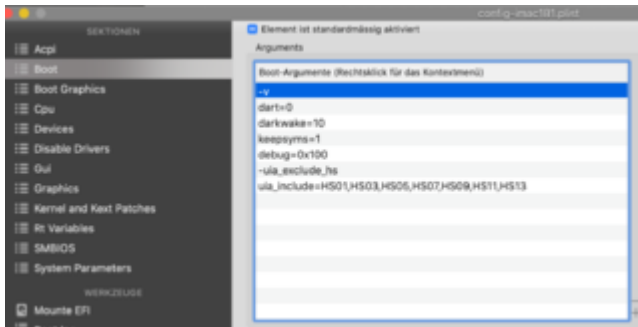 config-imac181.plist
SEKTIONEN
Acpi
Boot
Boot Graphics
Cpu
Devices
Disable Drivers
Gui
Graphics
Kernel and Kext Patches
Rt Variables
SMBIOS
System Parameters
WERKZEUGE
Mounte EFI
Element ist standardmässig aktiviert
Arguments
Boot-Argumente (Rechtsklick für das Kontextmenü)
-v
dart=0
darkwake=10
keepsyms=1
debug=0x100
-uia_exclude_hs
uia_include=HS01,HS03,HS05,HS07,HS09,HS11,HS13